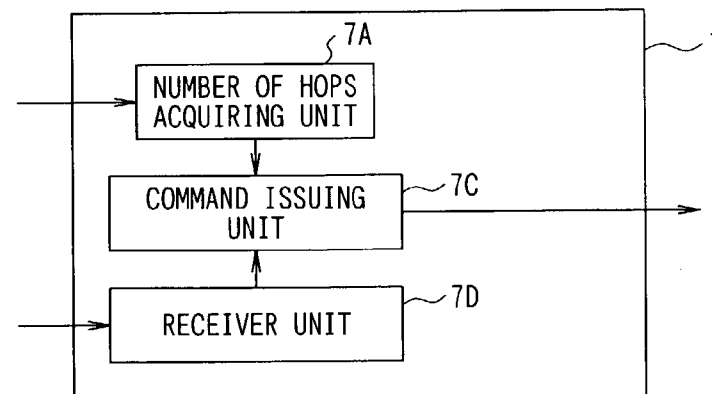 7A
NUMBER OF HOPS
ACQUIRING UNIT
COMMAND ISSUING
UNIT
7C
RECEIVER UNIT
7D